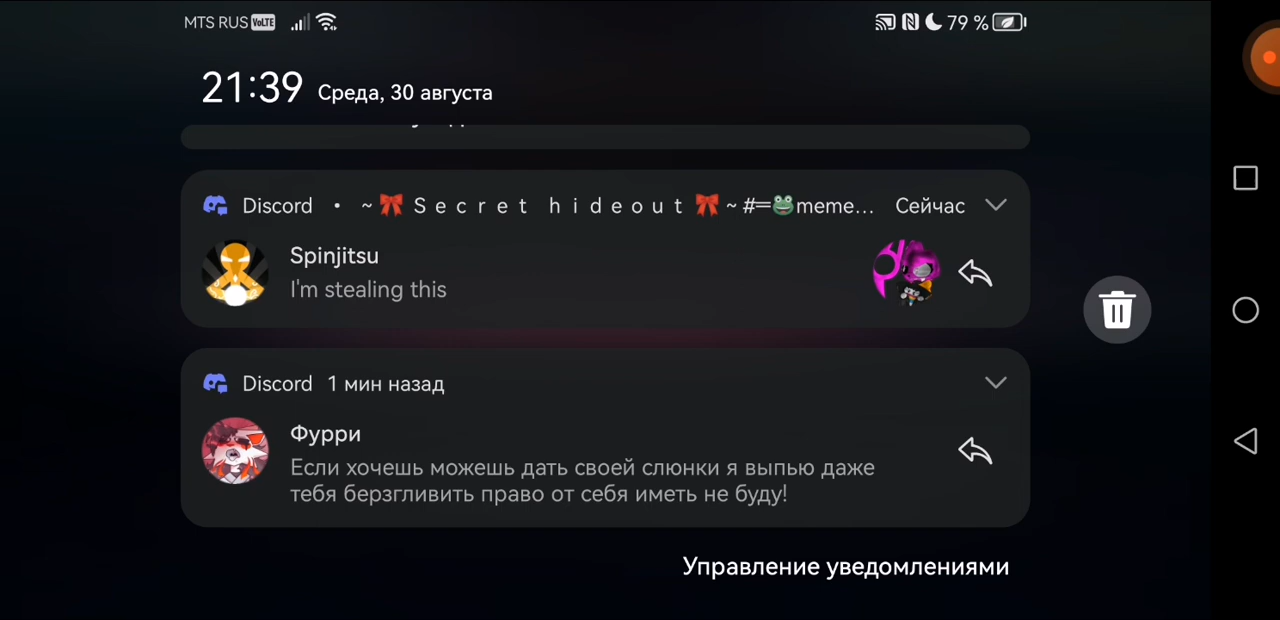 MTS RUS VoLTE 79 %
21:39 Среда, 30 августа
Discord • ~🎀 S e c r e t h i d e o u t 🎀~#═🐸meme... Сейчас
Spinjitsu
I'm stealing this
Discord 1 мин назад
Фурри
Если хочешь можешь дать своей слюнки я выпью даже
тебя берзгливить право от себя иметь не буду!
Управление уведомлениями